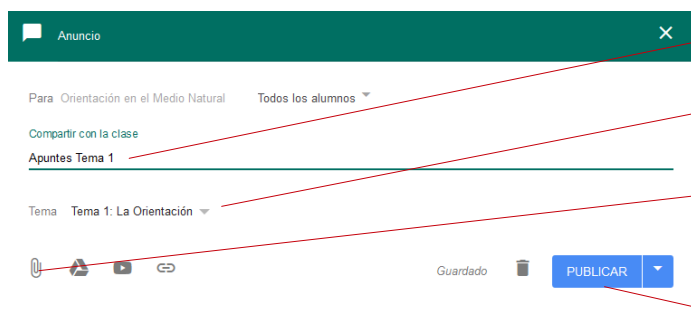 Anuncio
Para Orientación en el Medio Natural Todos los alumnos
Compartir con la clase
Apuntes Tema 1
Tema Tema 1: La Orientación
Guardado PUBLICAR